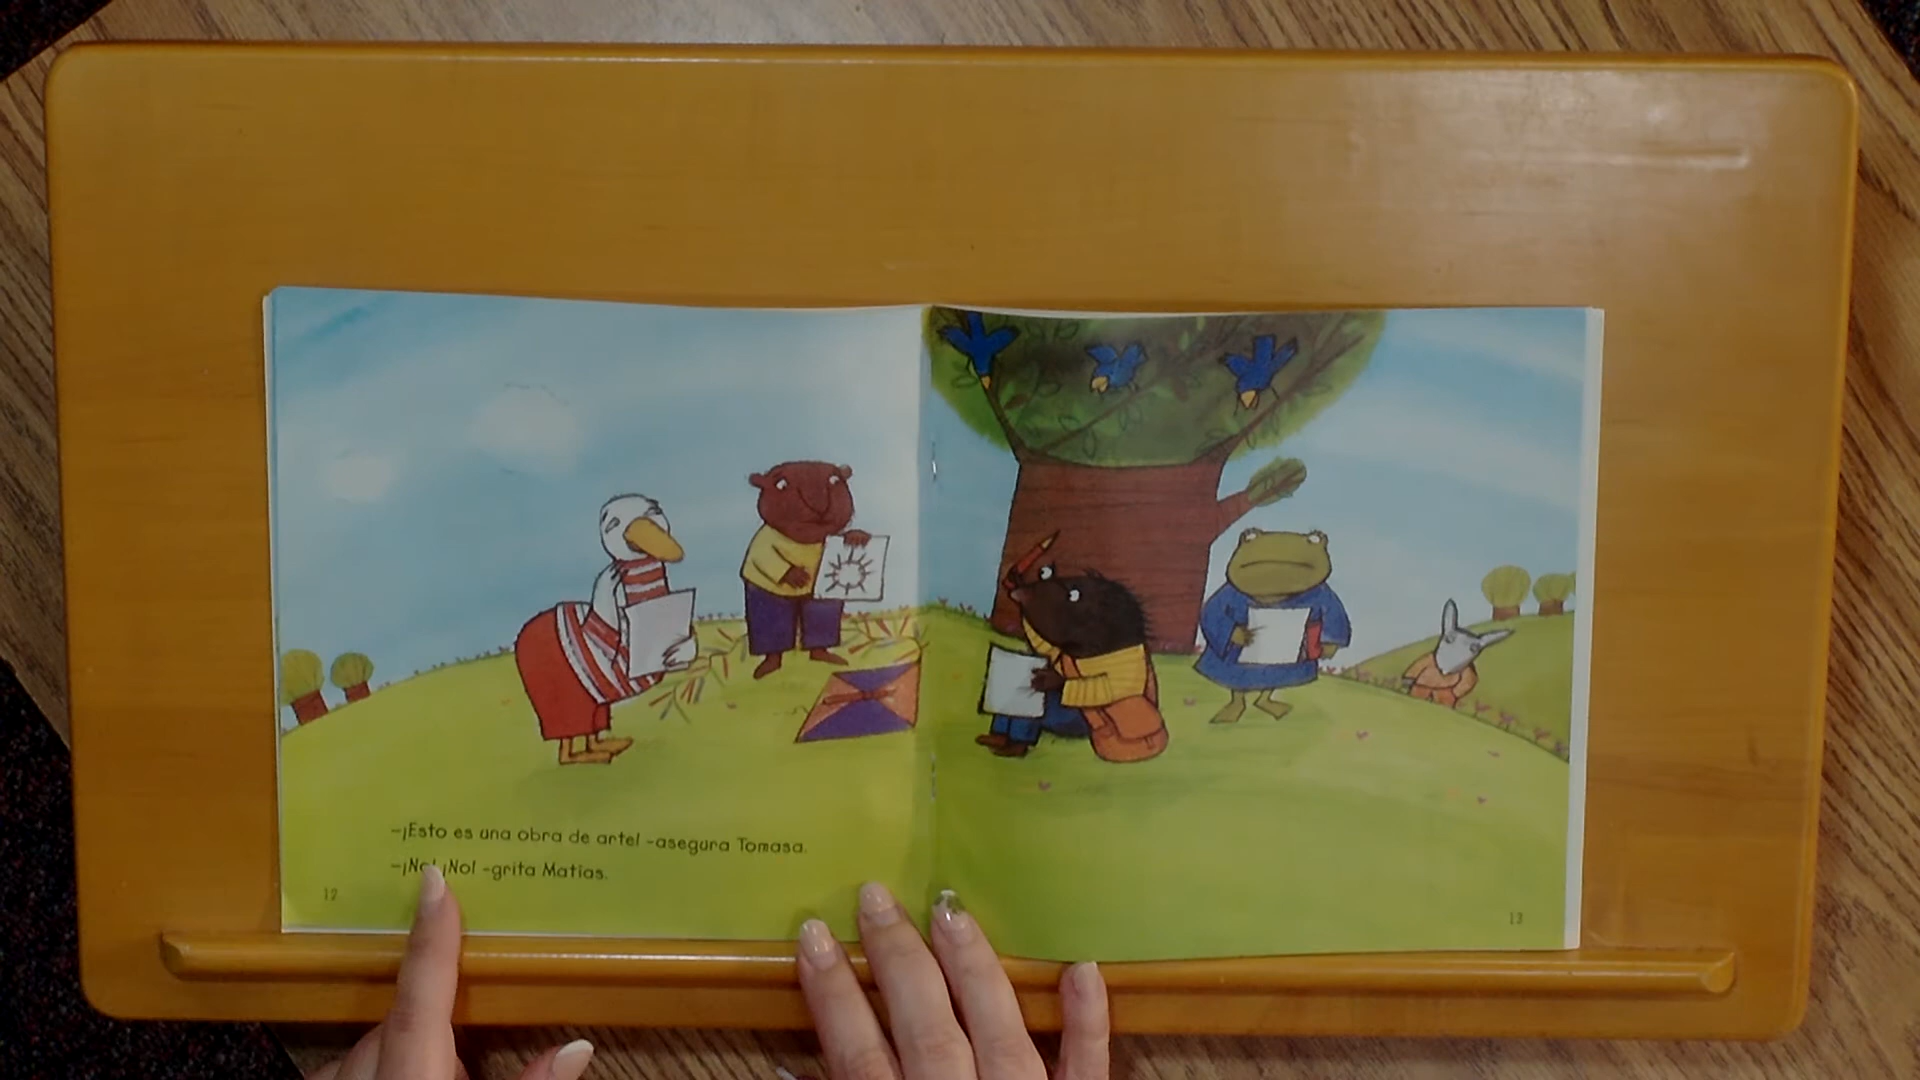 –¡Esto es una obra de arte! –asegura Tomasa.
–¡No! ¡No! –grita Matías.
12
13